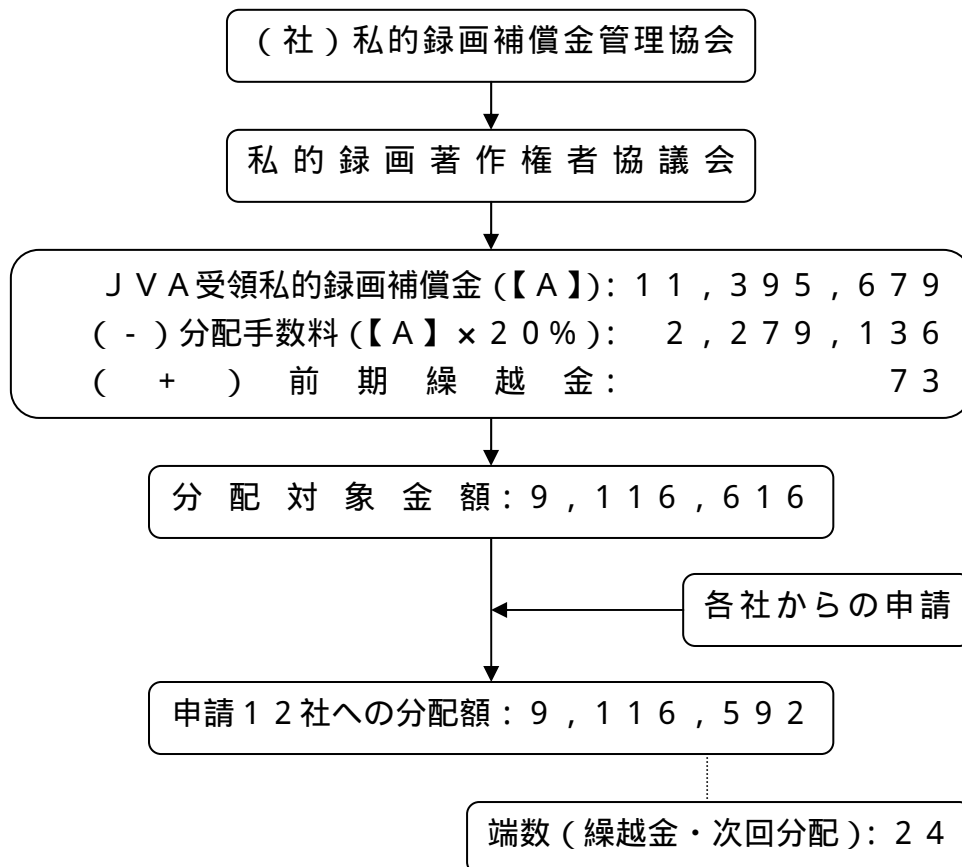 (社)私的録画補償金管理協会
私的録画著作権者協議会
JVA受領私的録画補償金(【A】): 11,395,679
(-)分配手数料(【A】×20%): 2,279,136
(+)前期繰越金: 73
分配対象金額: 9,116,616
各社からの申請
申請12社への分配額: 9,116,592
端数(繰越金・次回分配): 24